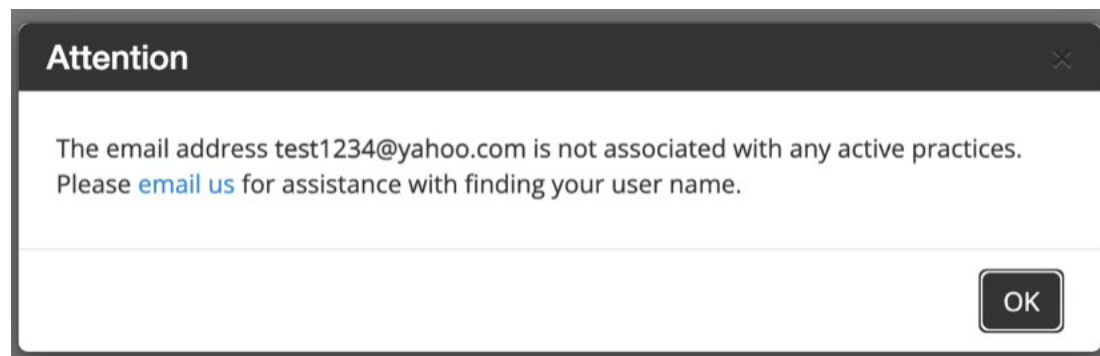 Attention
The email address test1234@yahoo.com is not associated with any active practices.
Please email us for assistance with finding your user name.
OK